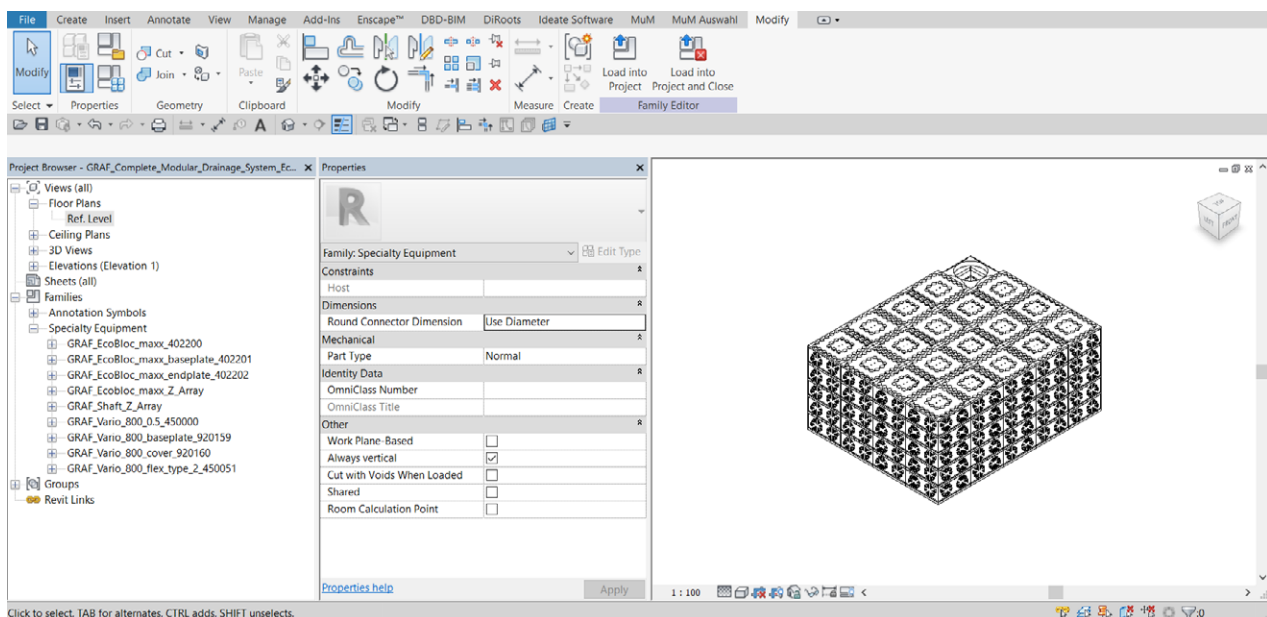 File Create Insert Annotate View Manage Add-Ins Enscape™ DBD-BIM DiRoots Ideate Software MuM MuM Auswahl Modify
Modify
Cut
Join
Paste
Load into Project
Load into Project and Close
Select Properties Geometry Clipboard Modify Measure Create Family Editor
Project Browser - GRAF_Complete_Modular_Drainage_System_Ec...
Views (all)
Floor Plans
Ref. Level
Ceiling Plans
3D Views
Elevations (Elevation 1)
Sheets (all)
Families
Annotation Symbols
Specialty Equipment
GRAF_EcoBloc_maxx_402200
GRAF_EcoBloc_maxx_baseplate_402201
GRAF_EcoBloc_maxx_endplate_402202
GRAF_Ecobloc_maxx_Z_Array
GRAF_Shaft_Z_Array
GRAF_Vario_800_0.5_450000
GRAF_Vario_800_baseplate_920159
GRAF_Vario_800_cover_920160
GRAF_Vario_800_flex_type_2_450051
Groups
Revit Links
Properties
R
Family: Specialty Equipment Edit Type
Constraints
Host
Dimensions
Round Connector Dimension Use Diameter
Mechanical
Part Type Normal
Identity Data
OmniClass Number
OmniClass Title
Other
Work Plane-Based
Always vertical
Cut with Voids When Loaded
Shared
Room Calculation Point
Properties help Apply
TOP
LEFT FRONT
1 : 100
Click to select, TAB for alternates, CTRL adds, SHIFT unselects. :0